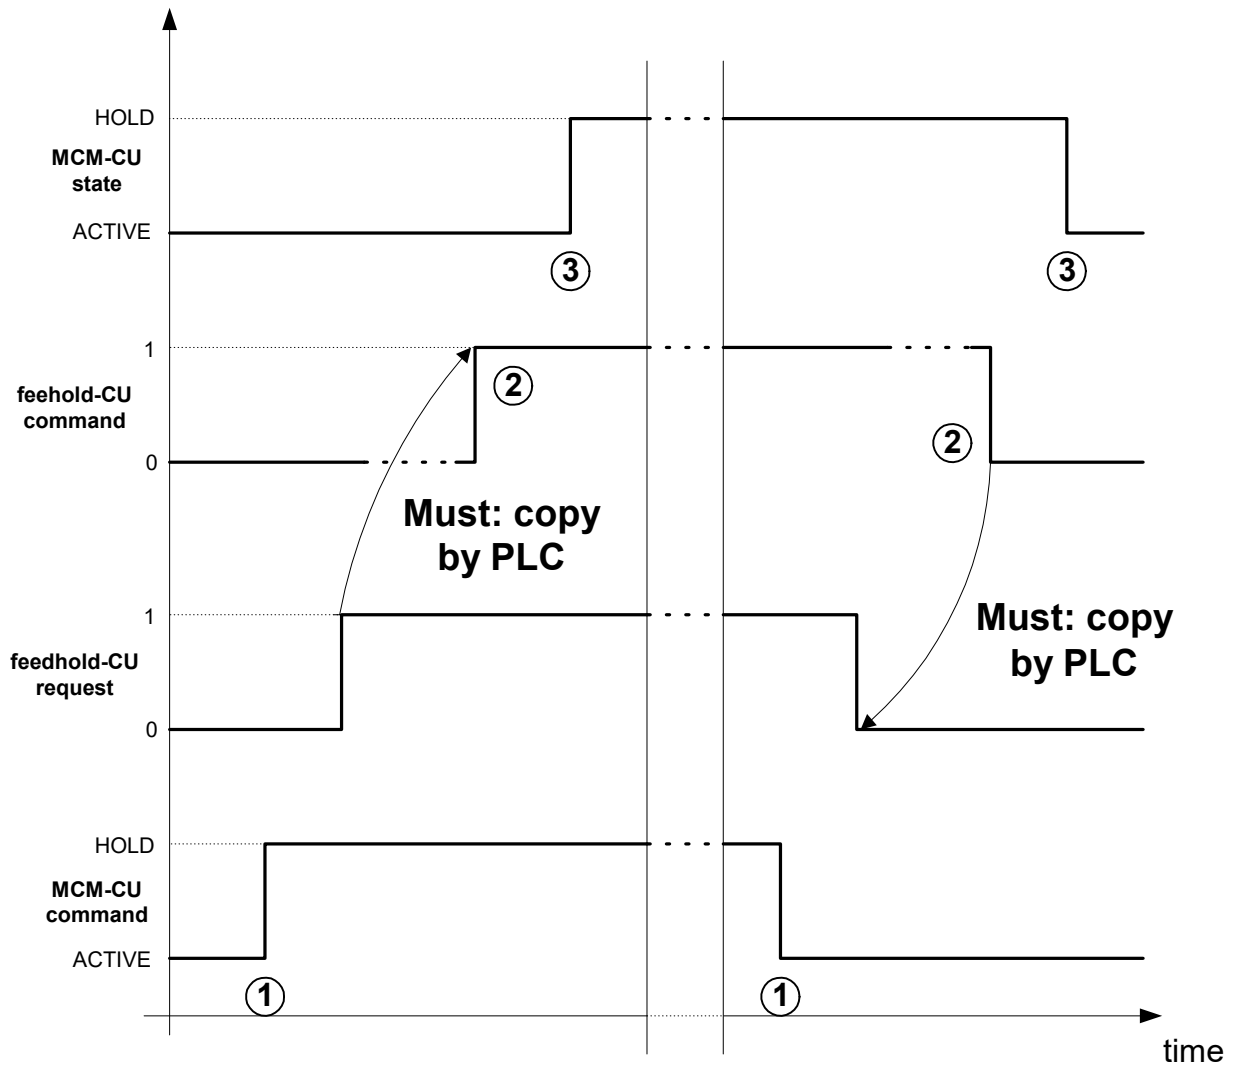 HOLD
MCM-CU
state
ACTIVE
3
3
1
feehold-CU
command
2
2
0
Must: copy
by PLC
1
Must: copy
by PLC
feedhold-CU
request
0
HOLD
MCM-CU
command
ACTIVE
1
1
time